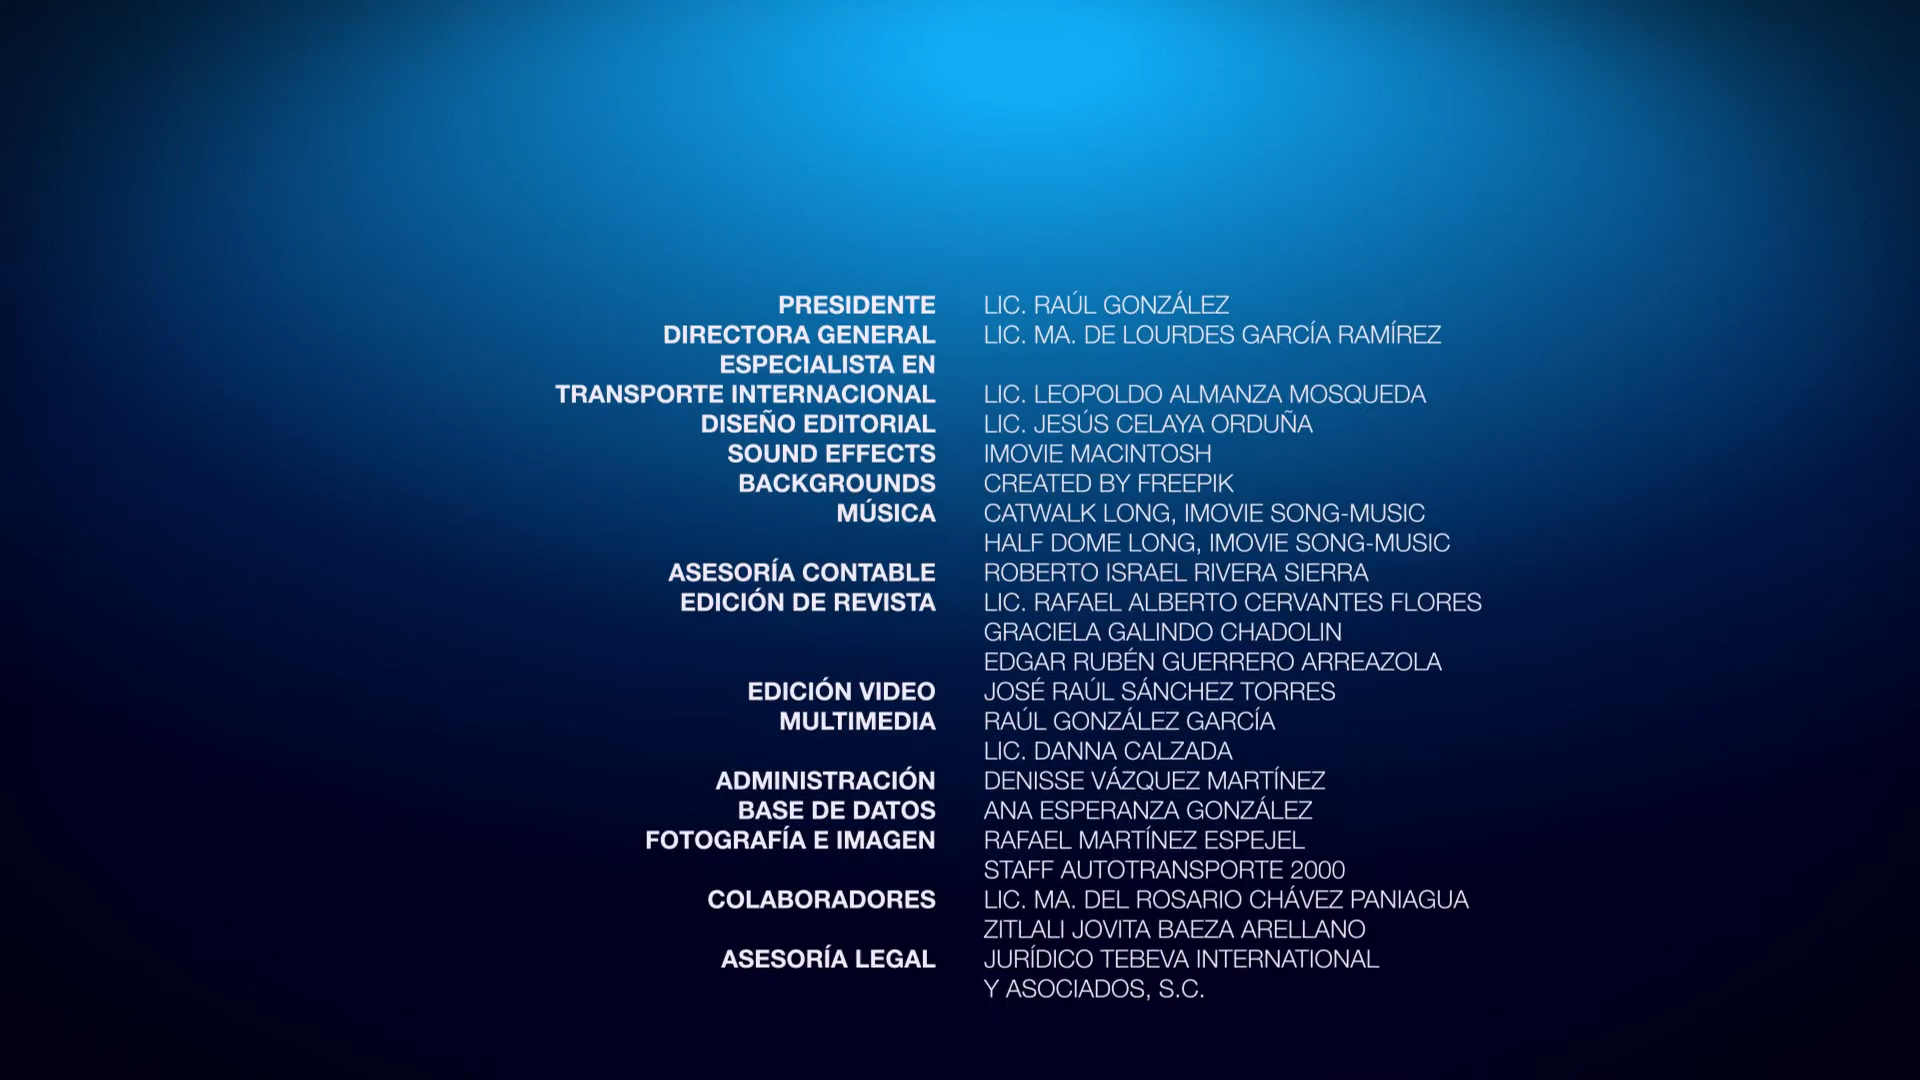 PRESIDENTE LIC. RAÚL GONZÁLEZ
DIRECTORA GENERAL LIC. MA. DE LOURDES GARCÍA RAMÍREZ
ESPECIALISTA EN
TRANSPORTE INTERNACIONAL LIC. LEOPOLDO ALMANZA MOSQUEDA
DISEÑO EDITORIAL LIC. JESÚS CELAYA ORDUÑA
SOUND EFFECTS IMOVIE MACINTOSH
BACKGROUNDS CREATED BY FREEPIK
MÚSICA CATWALK LONG, IMOVIE SONG-MUSIC
HALF DOME LONG, IMOVIE SONG-MUSIC
ASESORÍA CONTABLE ROBERTO ISRAEL RIVERA SIERRA
EDICIÓN DE REVISTA LIC. RAFAEL ALBERTO CERVANTES FLORES
GRACIELA GALINDO CHADOLIN
EDGAR RUBÉN GUERRERO ARREAZOLA
EDICIÓN VIDEO JOSÉ RAÚL SÁNCHEZ TORRES
MULTIMEDIA RAÚL GONZÁLEZ GARCÍA
LIC. DANNA CALZADA
ADMINISTRACIÓN DENISSE VÁZQUEZ MARTÍNEZ
BASE DE DATOS ANA ESPERANZA GONZÁLEZ
FOTOGRAFÍA E IMAGEN RAFAEL MARTÍNEZ ESPEJEL
STAFF AUTOTRANSPORTE 2000
COLABORADORES LIC. MA. DEL ROSARIO CHÁVEZ PANIAGUA
ZITLALI JOVITA BAEZA ARELLANO
ASESORÍA LEGAL JURÍDICO TEBEVA INTERNATIONAL
Y ASOCIADOS, S.C.